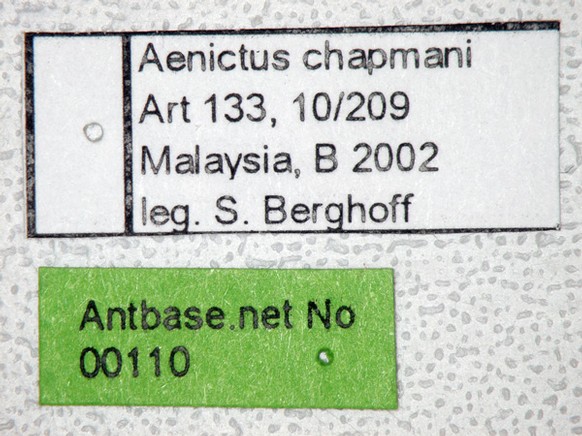 Aenictus chapmani
Art 133, 10/209
Malaysia, B 2002
leg. S. Berghoff
Antbase.net No
00110